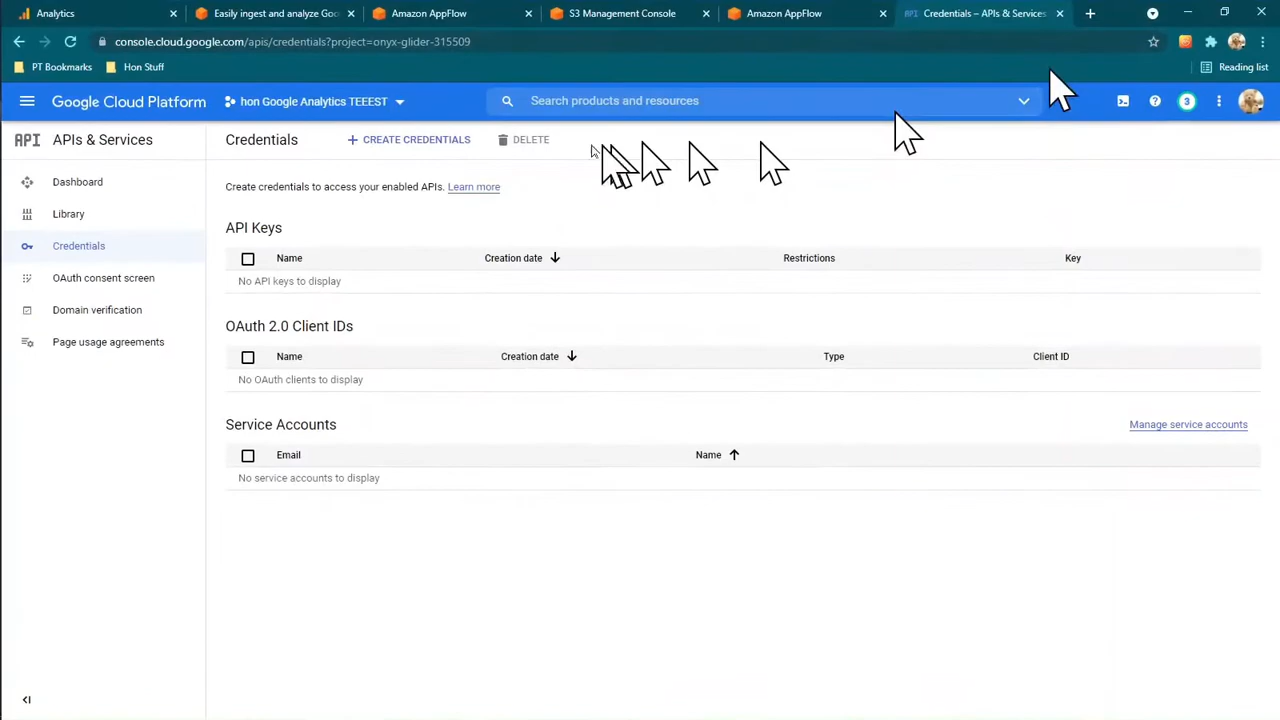 Analytics
Easily ingest and analyze Goo
Amazon AppFlow
S3 Management Console
Amazon AppFlow
Credentials – APIs & Services
console.cloud.google.com/apis/credentials?project=onyx-glider-315509
PT Bookmarks
Hon Stuff
Reading list
Google Cloud Platform
hon Google Analytics TEEEST
Search products and resources
3
API
APIs & Services
Credentials
+ CREATE CREDENTIALS
DELETE
Dashboard
Library
Credentials
OAuth consent screen
Domain verification
Page usage agreements
Create credentials to access your enabled APIs. Learn more
API Keys
Name
Creation date
Restrictions
Key
No API keys to display
OAuth 2.0 Client IDs
Name
Creation date
Type
Client ID
No OAuth clients to display
Service Accounts
Manage service accounts
Email
Name
No service accounts to display